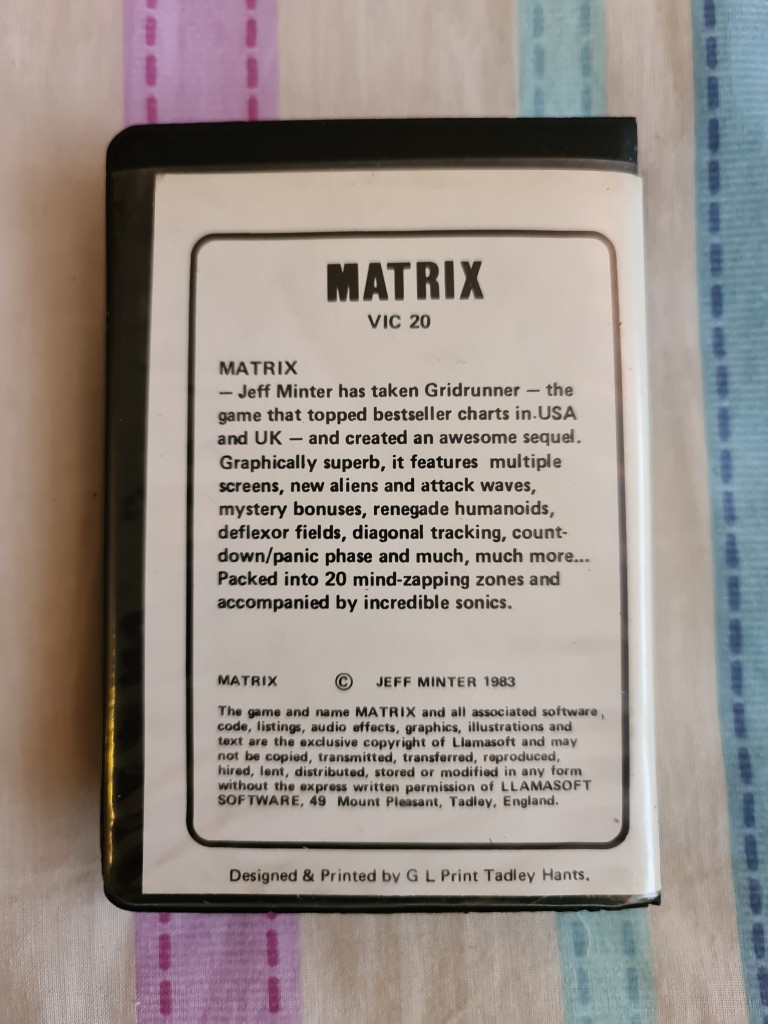 MATRIX
VIC 20
MATRIX
— Jeff Minter has taken Gridrunner — the
game that topped bestseller charts in.USA
and UK — and created an awesome sequel.
Graphically superb, it features multiple
screens, new aliens and attack waves,
mystery bonuses, renegade humanoids,
deflexor fields, diagonal tracking, count-
down/panic phase and much, much more...
Packed into 20 mind-zapping zones and
accompanied by incredible sonics.
MATRIX © JEFF MINTER 1983
The game and name MATRIX and all associated software,
code, listings, audio effects, graphics, illustrations and
text are the exclusive copyright of Llamasoft and may
not be copied, transmitted, transferred, reproduced,
hired, lent, distributed, stored or modified in any form
without the express written permission of LLAMASOFT
SOFTWARE, 49 Mount Pleasant, Tadley, England.
Designed & Printed by G L Print Tadley Hants.